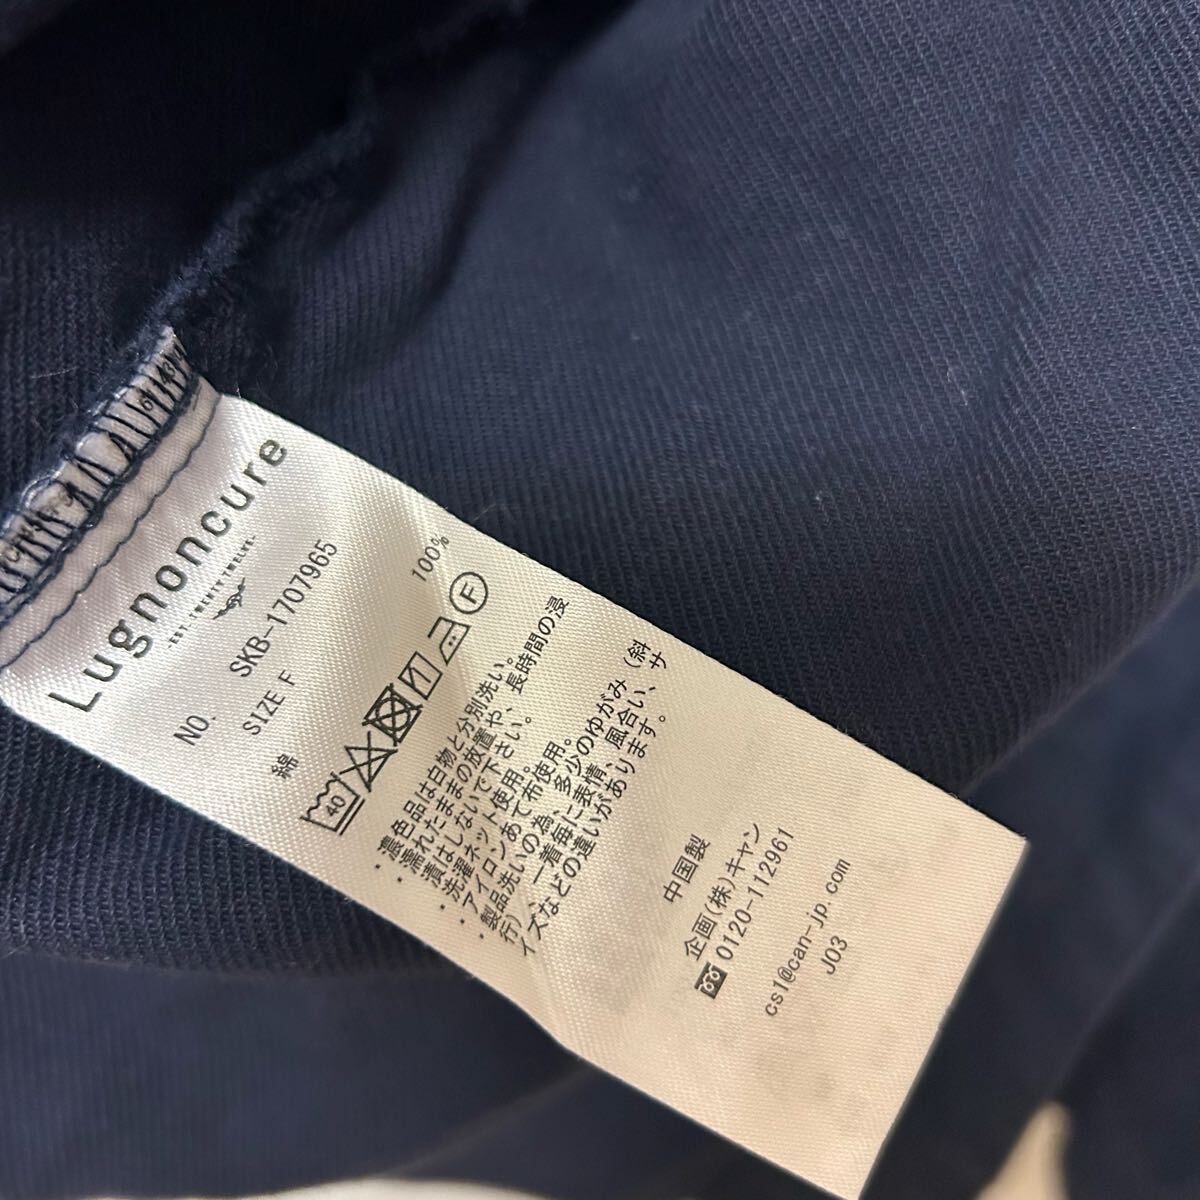 Lugnoncure
-EST.TWENTY TWELVE-
NO. SKB-1707965
SIZE F
綿 100%
40
F
・濃色品は白物と分別洗い。
・濡れたままの放置や、長時間の浸
漬はしないで下さい。
・洗濯ネット使用。
・アイロンあて布使用。
・製品洗いの為、多少のゆがみ（斜
行）、一着毎に表情、風合い、サ
イズなどの違いがあります。
中国製
企画(株)キャン
0120-112961
cs1@can-jp.com
J03